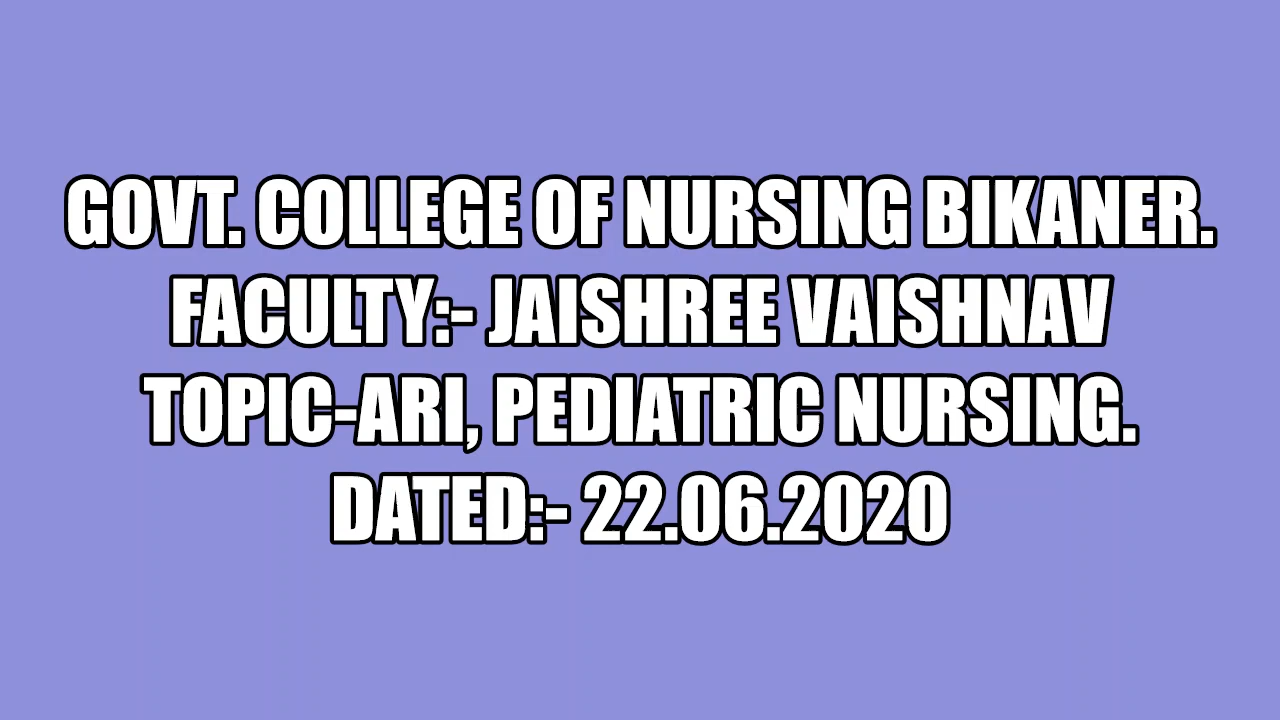 GOVT. COLLEGE OF NURSING BIKANER.
FACULTY:- JAISHREE VAISHNAV
TOPIC-ARI, PEDIATRIC NURSING.
DATED:- 22.06.2020